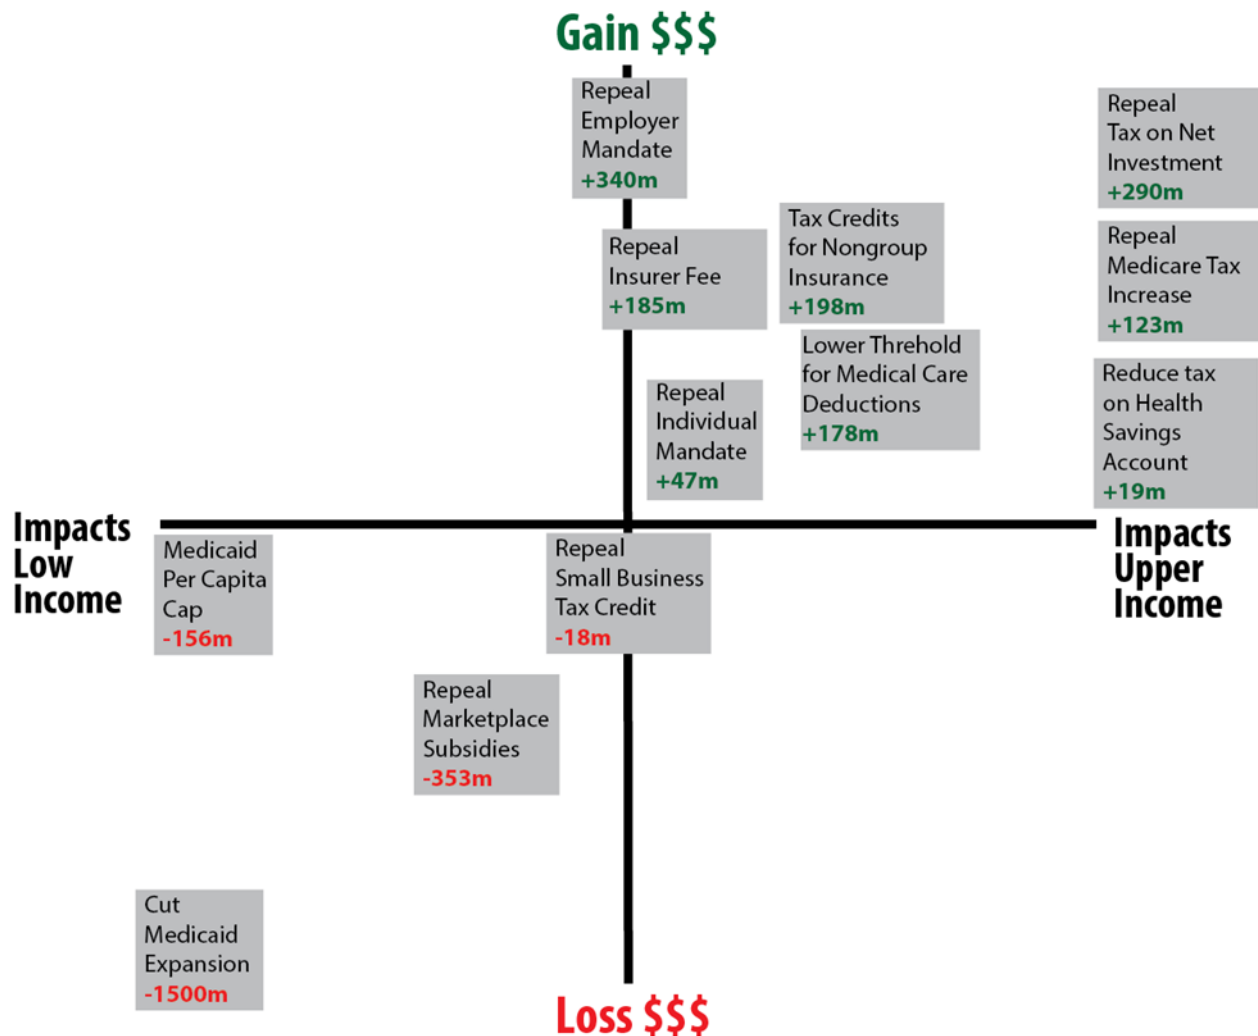 Gain $$$
Repeal
Employer
Mandate
+340m
Repeal
Tax on Net
Investment
+290m
Repeal
Insurer Fee
+185m
Tax Credits
for Nongroup
Insurance
+198m
Repeal
Medicare Tax
Increase
+123m
Lower Threhold
for Medical Care
Deductions
+178m
Repeal
Individual
Mandate
+47m
Reduce tax
on Health
Savings
Account
+19m
Impacts
Low
Income
Impacts
Upper
Income
Medicaid
Per Capita
Cap
-156m
Repeal
Small Business
Tax Credit
-18m
Repeal
Marketplace
Subsidies
-353m
Cut
Medicaid
Expansion
-1500m
Loss $$$